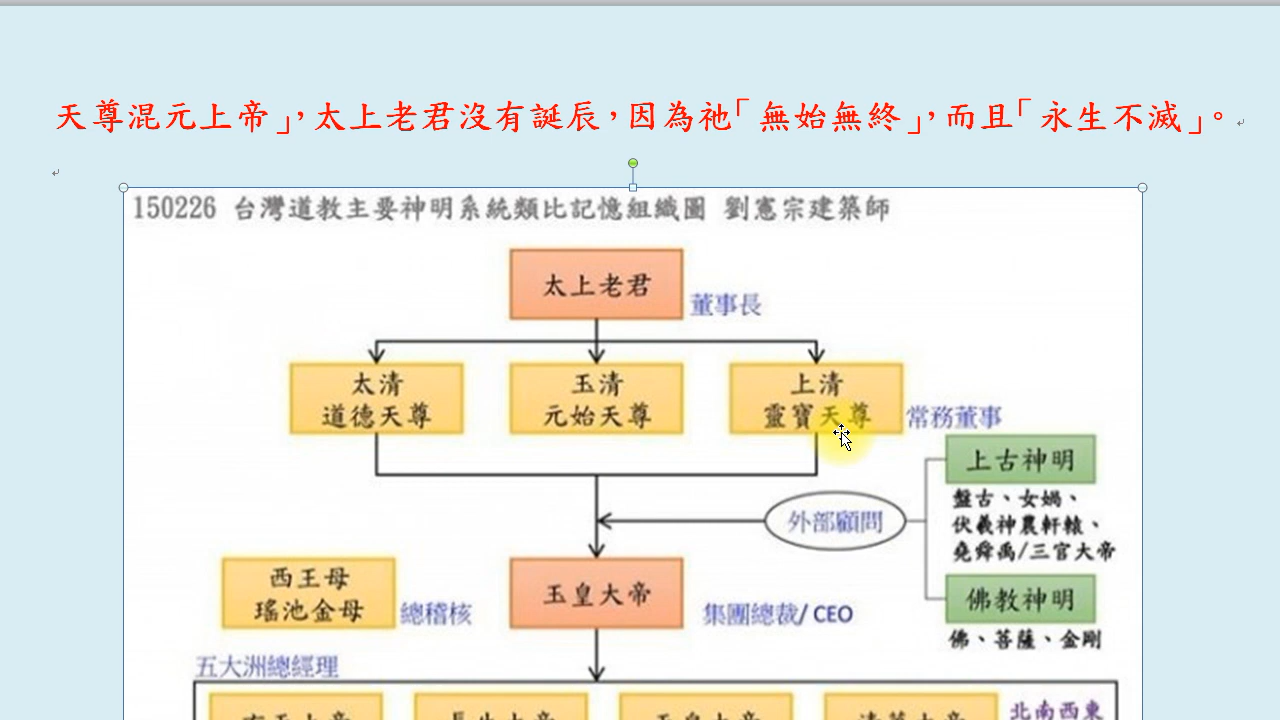 天尊混元上帝」，太上老君沒有誕辰，因為祂「無始無終」，而且「永生不滅」。
150226 台灣道教主要神明系統類比記憶組織圖 劉憲宗建築師
太上老君
董事長
太清
道德天尊
玉清
元始天尊
上清
靈寶天尊
常務董事
上古神明
盤古、女媧、
伏羲神農軒轅、
堯舜禹/三官大帝
外部顧問
佛教神明
佛、菩薩、金剛
西王母
瑤池金母
總稽核
玉皇大帝
集團總裁/ CEO
五大洲總經理
北南西東